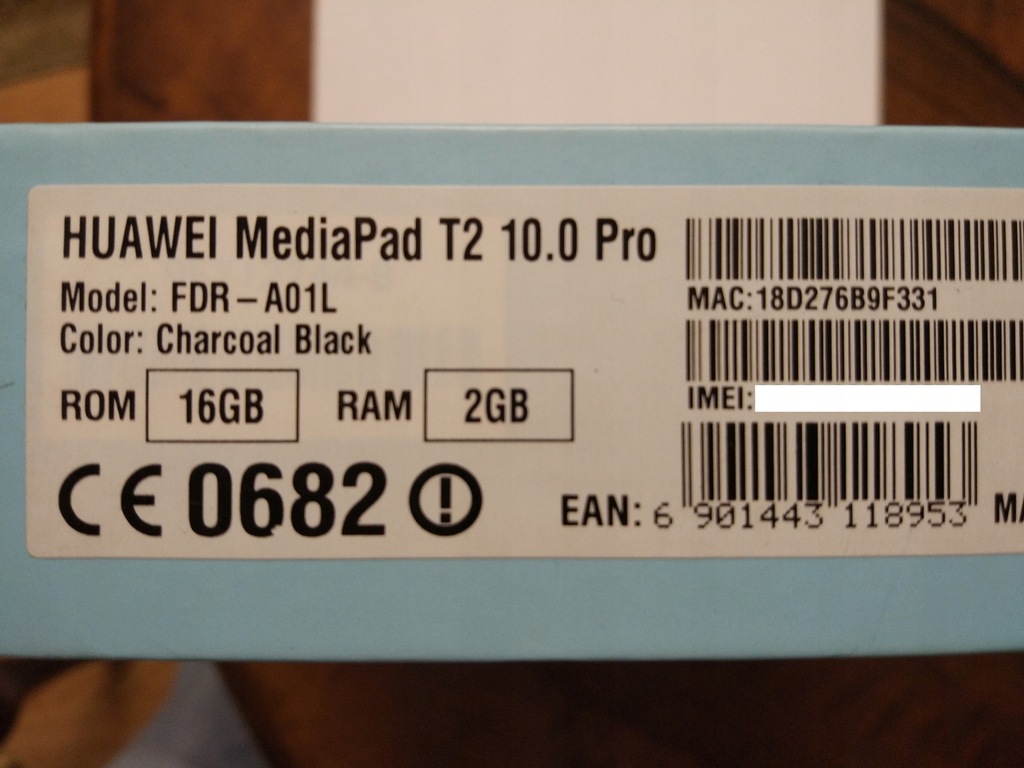 HUAWEI MediaPad T2 10.0 Pro
Model: FDR-A01L
Color: Charcoal Black
ROM 16GB RAM 2GB
CE 0682
MAC:18D276B9F331
IMEI:
EAN: 6 901443 118953 MA